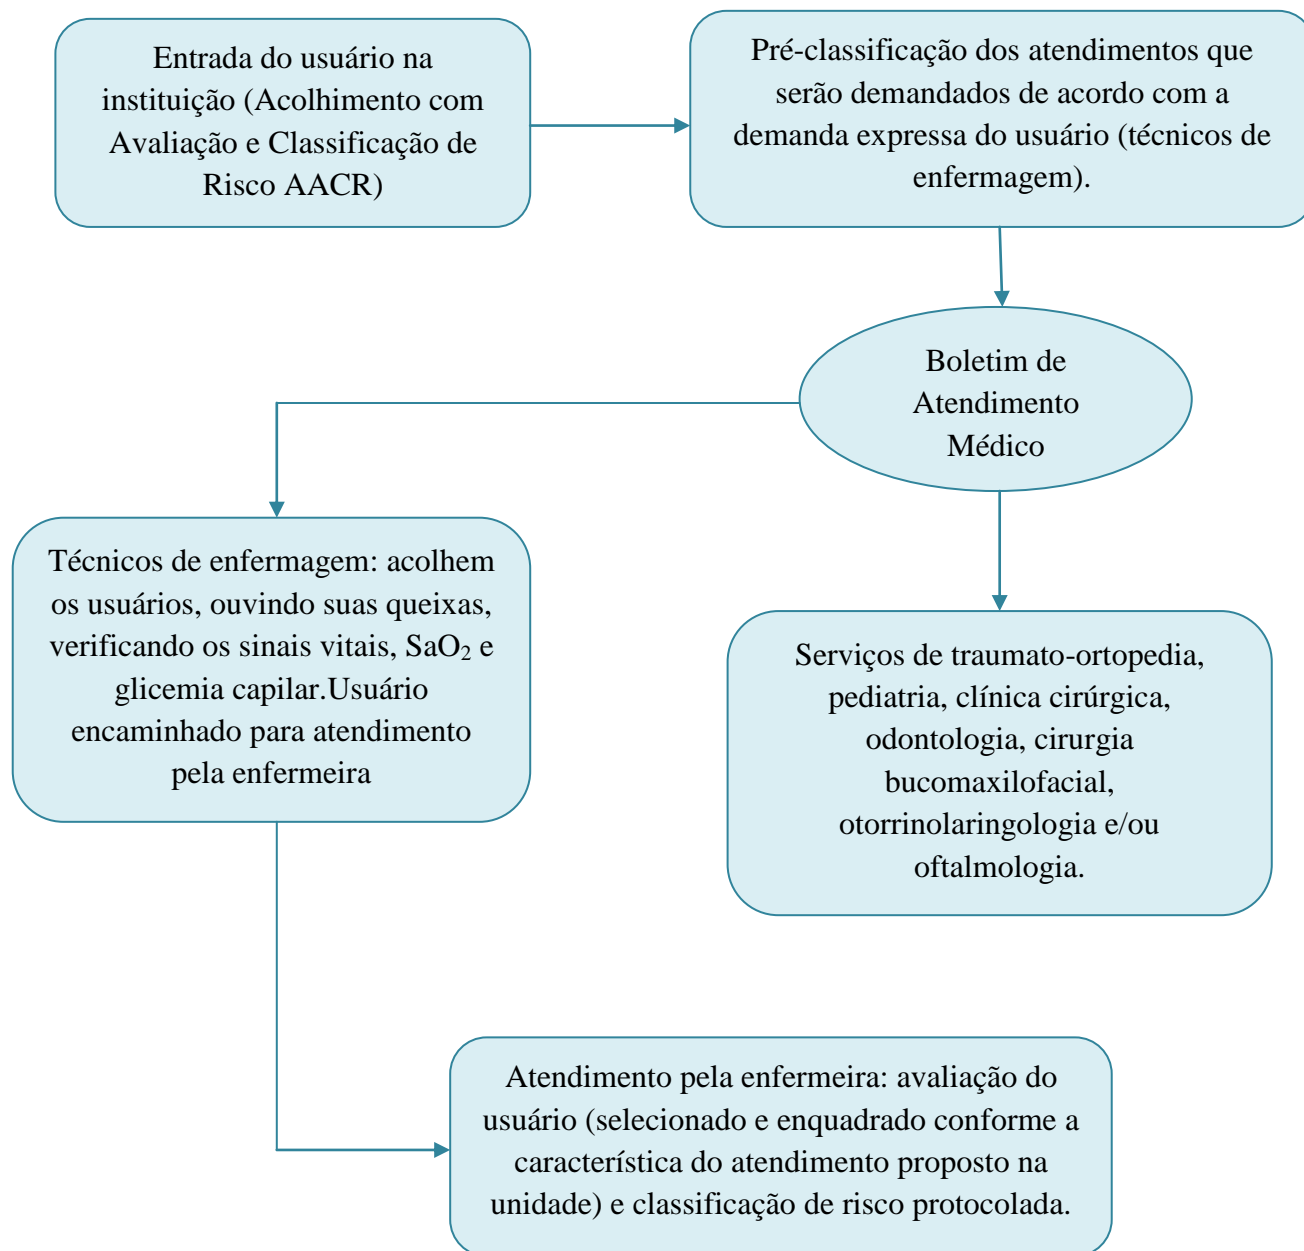 Entrada do usuário na
instituição (Acolhimento com
Avaliação e Classificação de
Risco AACR)
Pré-classificação dos atendimentos que
serão demandados de acordo com a
demanda expressa do usuário (técnicos de
enfermagem).
Boletim de
Atendimento
Médico
Técnicos de enfermagem: acolhem
os usuários, ouvindo suas queixas,
verificando os sinais vitais, SaO₂ e
glicemia capilar.Usuário
encaminhado para atendimento
pela enfermeira
Serviços de traumato-ortopedia,
pediatria, clínica cirúrgica,
odontologia, cirurgia
bucomaxilofacial,
otorrinolaringologia e/ou
oftalmologia.
Atendimento pela enfermeira: avaliação do
usuário (selecionado e enquadrado conforme a
característica do atendimento proposto na
unidade) e classificação de risco protocolada.